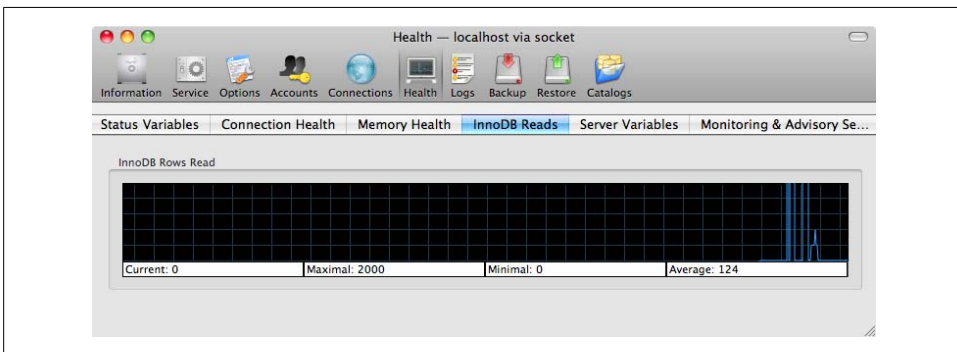 Health — localhost via socket
Information Service Options Accounts Connections Health Logs Backup Restore Catalogs
Status Variables Connection Health Memory Health InnoDB Reads Server Variables Monitoring & Advisory Se...
InnoDB Rows Read
Current: 0 Maximal: 2000 Minimal: 0 Average: 124